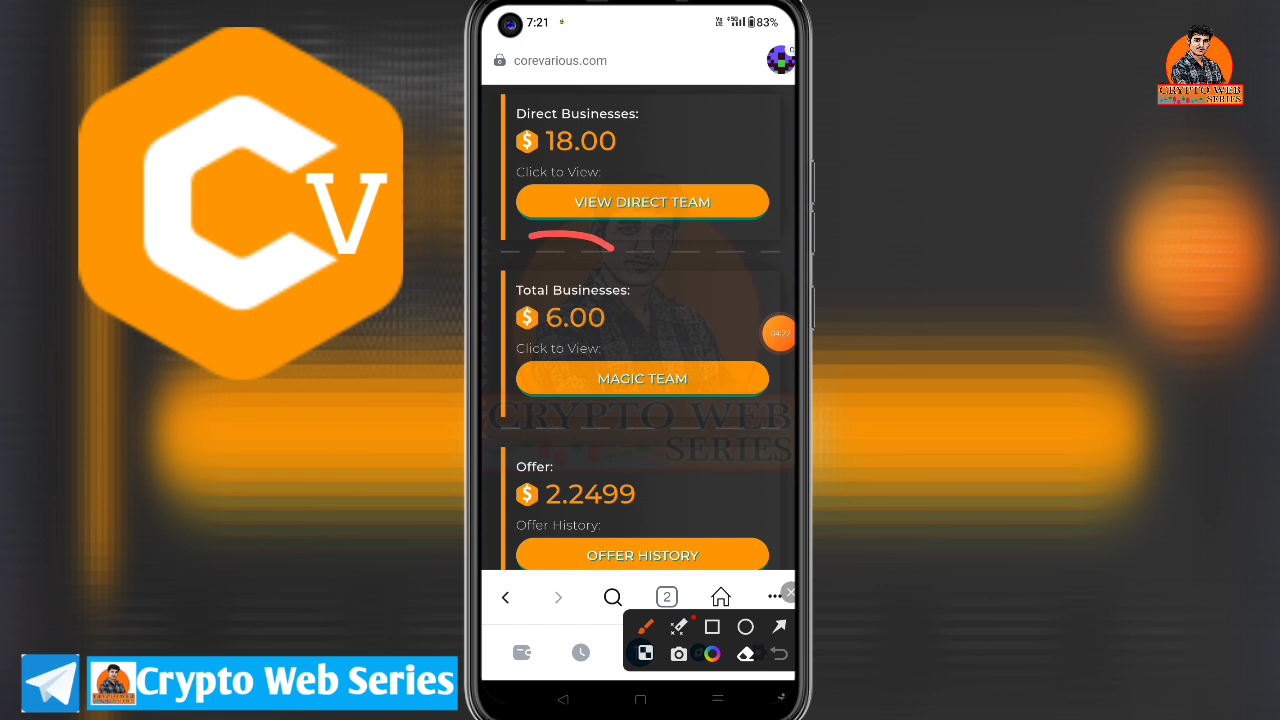 7:21
83%
corevarious.com
Direct Businesses:
$ 18.00
Click to View:
VIEW DIRECT TEAM
Total Businesses:
$ 6.00
Click to View:
MAGIC TEAM
Offer:
$ 2.2499
Offer History:
OFFER HISTORY
2
04:22
CV
CRYPTO WEB
SERIES
CRYPTO WEB
SERIES
Crypto Web Series